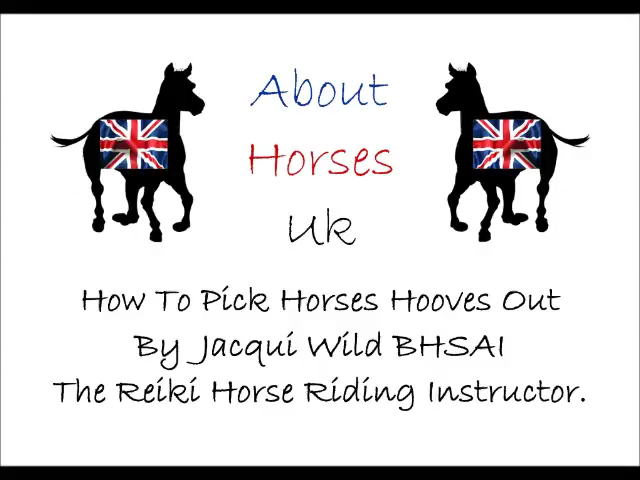 About
Horses
Uk
How To Pick Horses Hooves Out
By Jacqui Wild BHSAI
The Reiki Horse Riding Instructor.